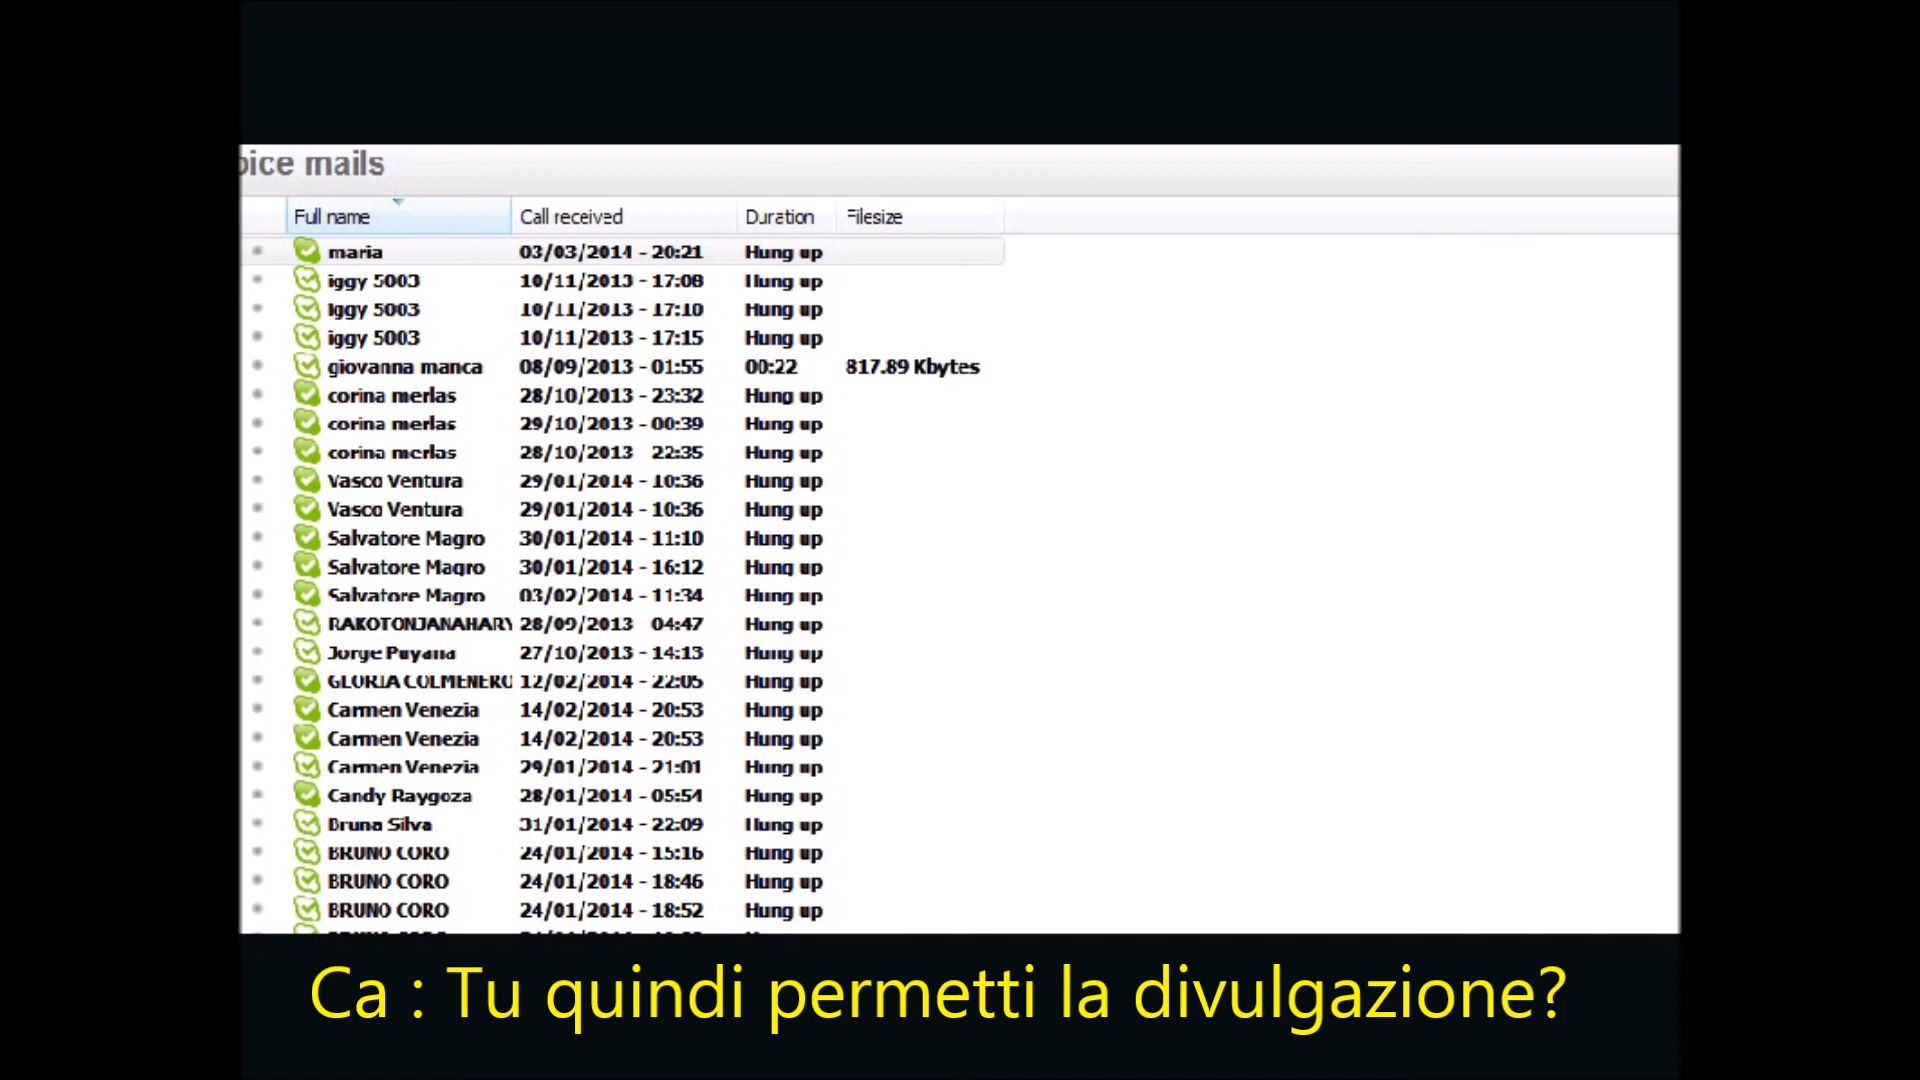 oice mails
Full name Call received Duration Filesize
maria 03/03/2014 - 20:21 Hung up
iggy 5003 10/11/2013 - 17:08 Hung up
iggy 5003 10/11/2013 - 17:10 Hung up
iggy 5003 10/11/2013 - 17:15 Hung up
giovanna manca 08/09/2013 - 01:55 00:22 817.89 Kbytes
corina merlas 28/10/2013 - 23:32 Hung up
corina merlas 29/10/2013 - 00:39 Hung up
corina merlas 28/10/2013 22:35 Hung up
Vasco Ventura 29/01/2014 - 10:36 Hung up
Vasco Ventura 29/01/2014 - 10:36 Hung up
Salvatore Magro 30/01/2014 - 11:10 Hung up
Salvatore Magro 30/01/2014 - 16:12 Hung up
Salvatore Magro 03/02/2014 - 11:34 Hung up
RAKOTONJANAHARY 28/09/2013 04:47 Hung up
Jorge Puyana 27/10/2013 - 14:13 Hung up
GLORIA COLMENERO 12/02/2014 - 22:05 Hung up
Carmen Venezia 14/02/2014 - 20:53 Hung up
Carmen Venezia 14/02/2014 - 20:53 Hung up
Carmen Venezia 29/01/2014 - 21:01 Hung up
Candy Raygoza 28/01/2014 - 05:54 Hung up
Bruna Silva 31/01/2014 - 22:09 Hung up
BRUNO CORO 24/01/2014 - 15:16 Hung up
BRUNO CORO 24/01/2014 - 18:46 Hung up
BRUNO CORO 24/01/2014 - 18:52 Hung up
Ca : Tu quindi permetti la divulgazione?